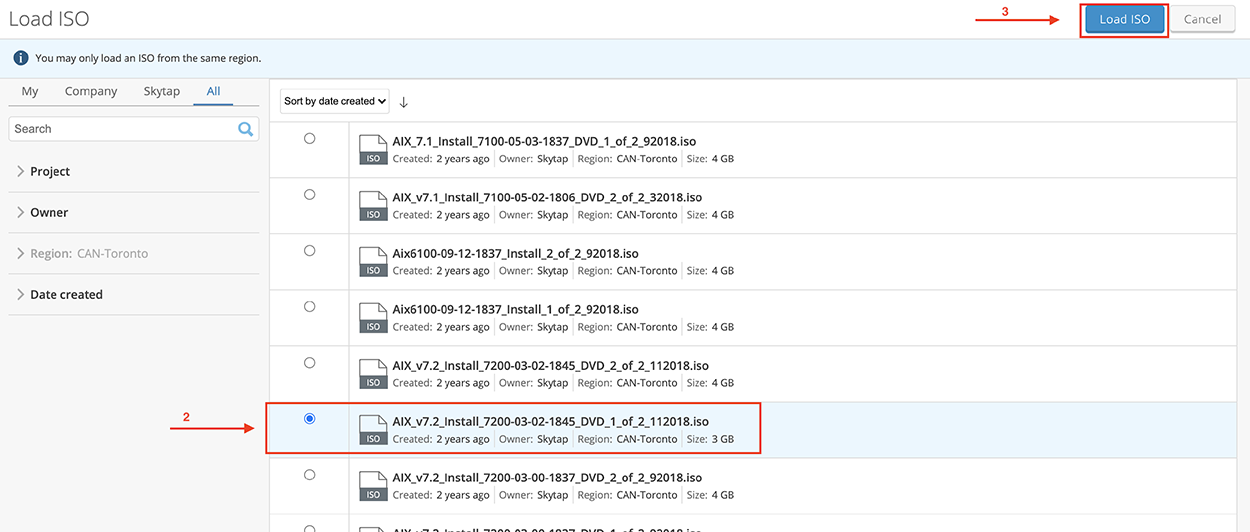 Load ISO
3
Load ISO
Cancel
i
You may only load an ISO from the same region.
My Company Skytap All
Search
Project
Owner
Region: CAN-Toronto
Date created
Sort by date created
AIX_7.1_Install_7100-05-03-1837_DVD_1_of_2_92018.iso
ISO Created: 2 years ago Owner: Skytap Region: CAN-Toronto Size: 4 GB
AIX_v7.1_Install_7100-05-02-1806_DVD_2_of_2_32018.iso
ISO Created: 2 years ago Owner: Skytap Region: CAN-Toronto Size: 4 GB
Aix6100-09-12-1837_Install_2_of_2_92018.iso
ISO Created: 2 years ago Owner: Skytap Region: CAN-Toronto Size: 4 GB
Aix6100-09-12-1837_Install_1_of_2_92018.iso
ISO Created: 2 years ago Owner: Skytap Region: CAN-Toronto Size: 4 GB
AIX_v7.2_Install_7200-03-02-1845_DVD_2_of_2_112018.iso
ISO Created: 2 years ago Owner: Skytap Region: CAN-Toronto Size: 4 GB
2
AIX_v7.2_Install_7200-03-02-1845_DVD_1_of_2_112018.iso
ISO Created: 2 years ago Owner: Skytap Region: CAN-Toronto Size: 3 GB
AIX_v7.2_Install_7200-03-00-1837_DVD_2_of_2_92018.iso
ISO Created: 2 years ago Owner: Skytap Region: CAN-Toronto Size: 4 GB